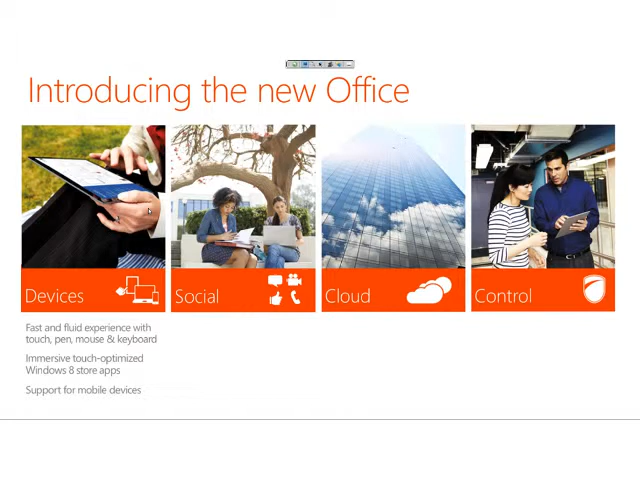 Introducing the new Office
Devices
Social
Cloud
Control
Fast and fluid experience with
touch, pen, mouse & keyboard
Immersive touch-optimized
Windows 8 store apps
Support for mobile devices